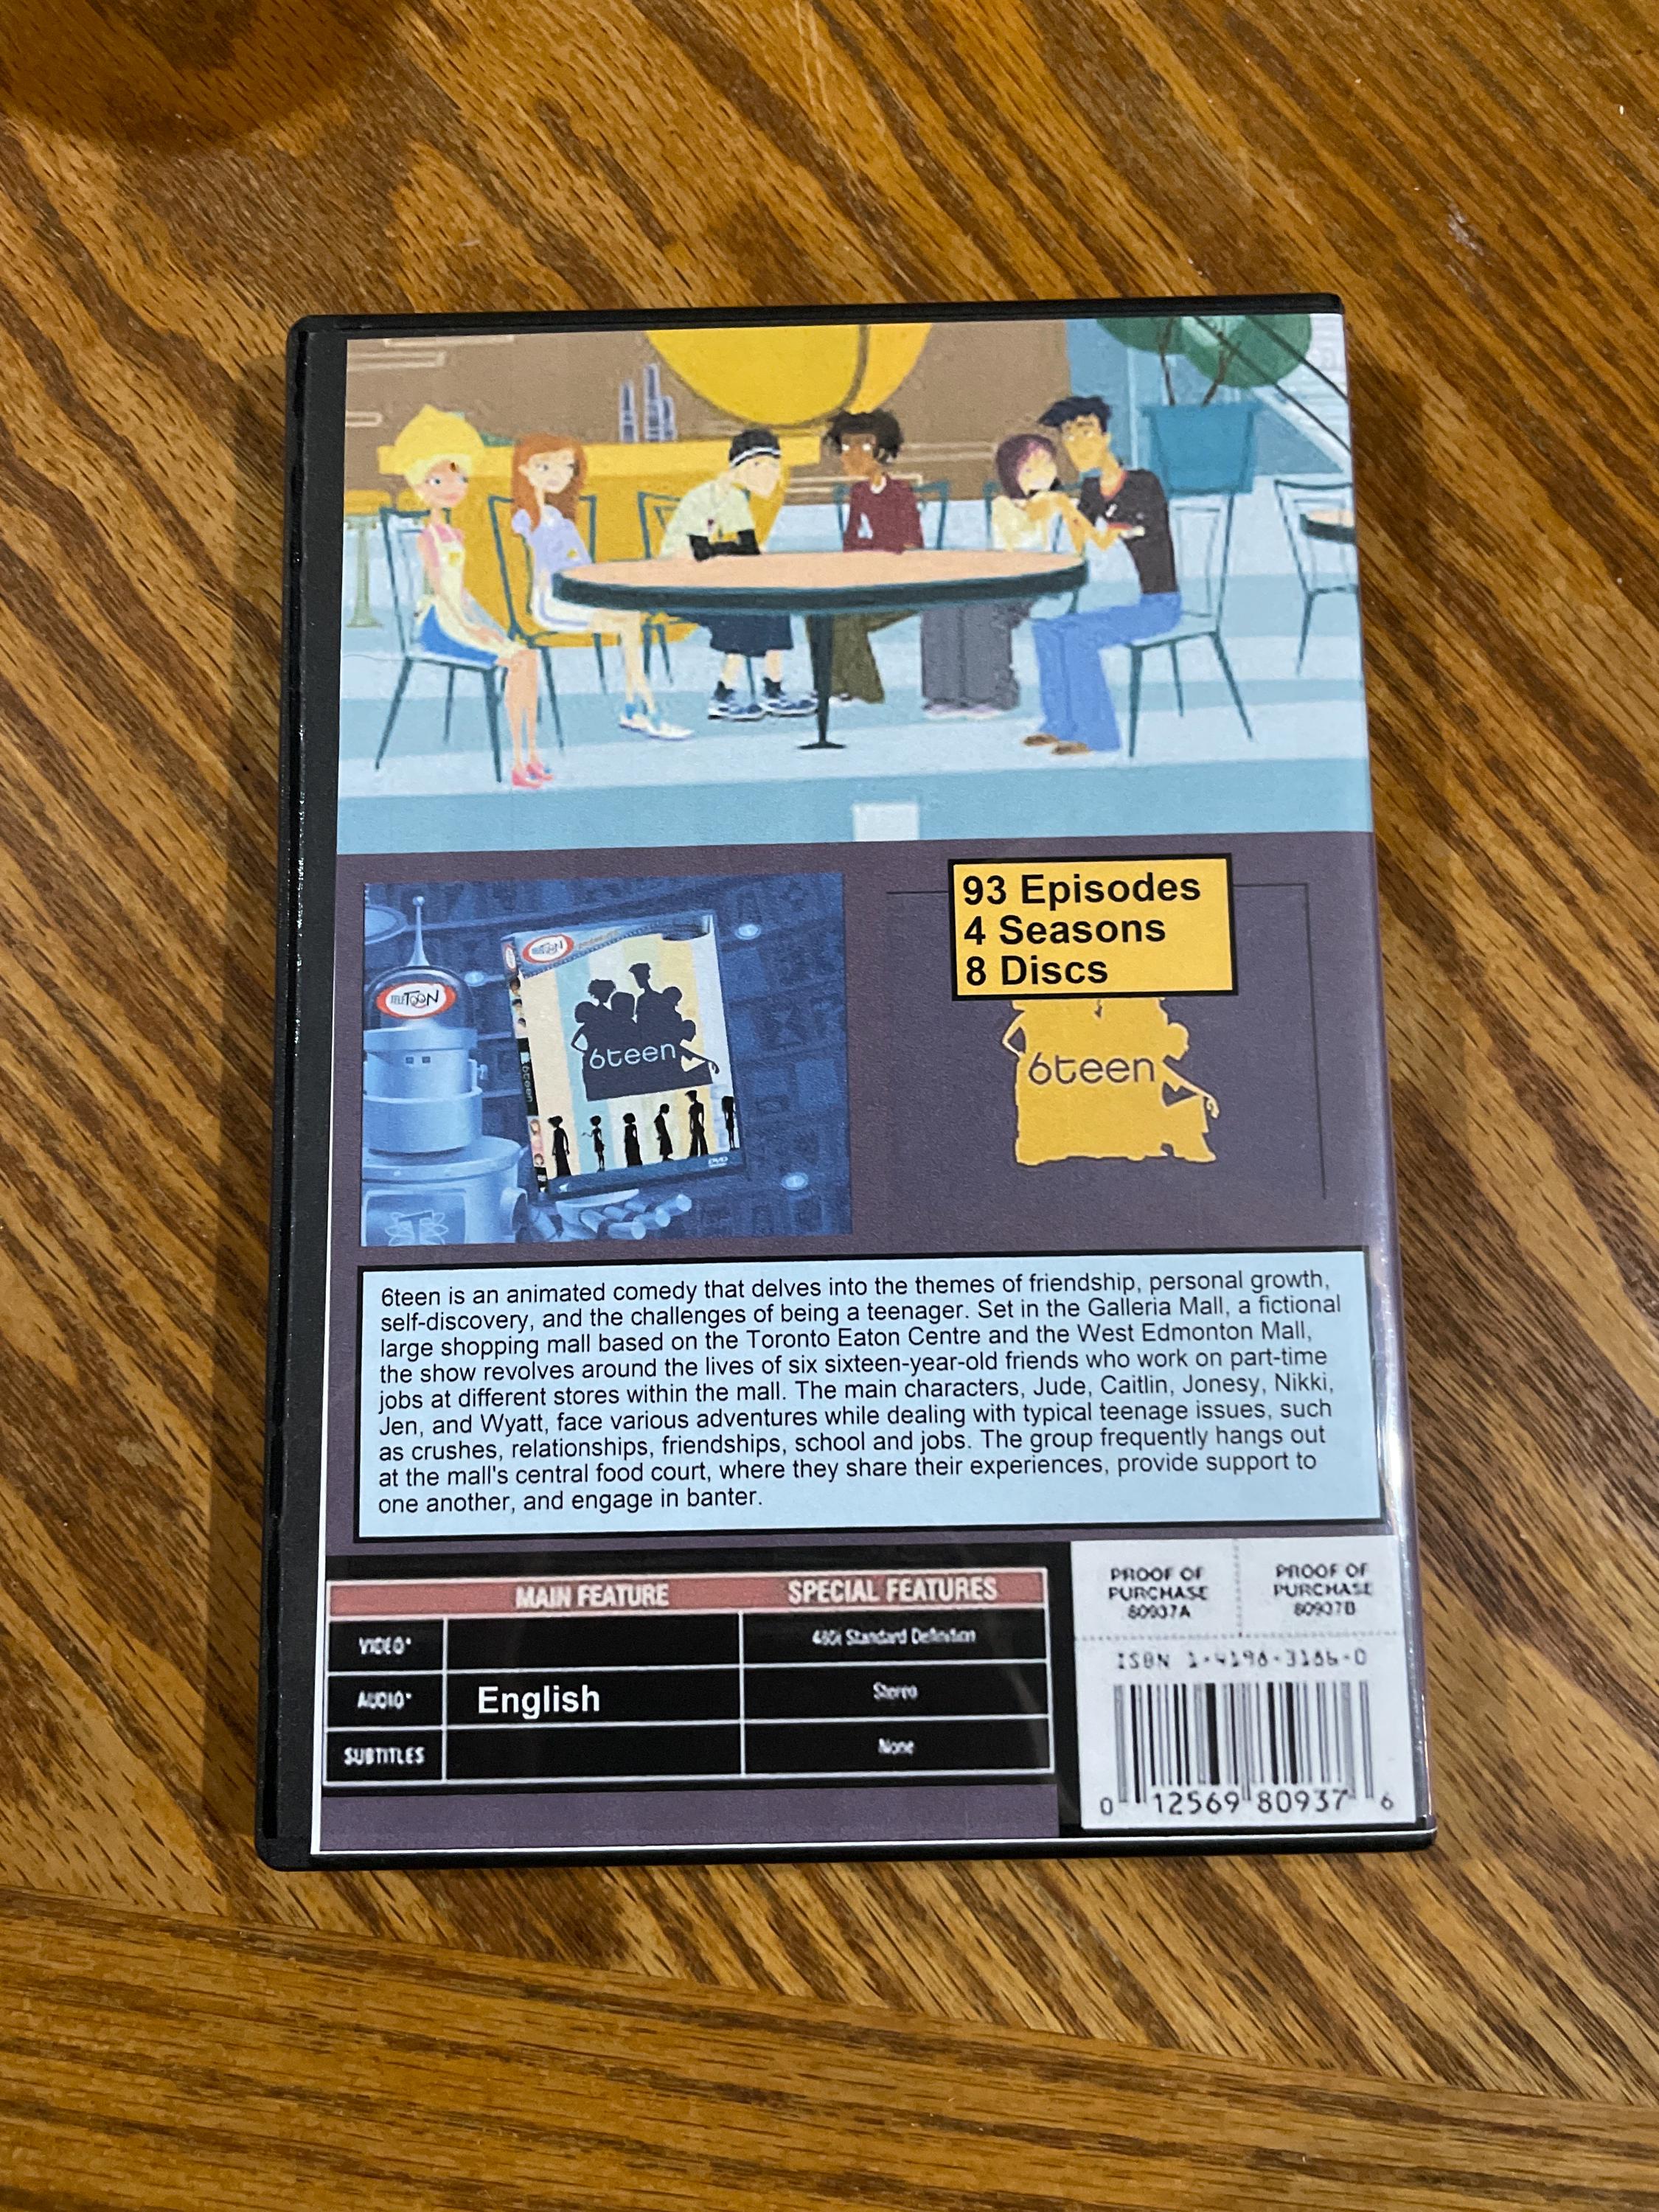 93 Episodes
4 Seasons
8 Discs
TELETOON
TELETOON
6teen
6teen
DVD
6teen
6teen is an animated comedy that delves into the themes of friendship, personal growth,
self-discovery, and the challenges of being a teenager. Set in the Galleria Mall, a fictional
large shopping mall based on the Toronto Eaton Centre and the West Edmonton Mall,
the show revolves around the lives of six sixteen-year-old friends who work on part-time
jobs at different stores within the mall. The main characters, Jude, Caitlin, Jonesy, Nikki,
Jen, and Wyatt, face various adventures while dealing with typical teenage issues, such
as crushes, relationships, friendships, school and jobs. The group frequently hangs out
at the mall's central food court, where they share their experiences, provide support to
one another, and engage in banter.
MAIN FEATURE SPECIAL FEATURES
VIDEO* 480i Standard Definition
AUDIO* English Stereo
SUBTITLES None
PROOF OF
PURCHASE
80937A
PROOF OF
PURCHASE
80937B
ISBN 1-4198-3186-0
0 12569 80937 6